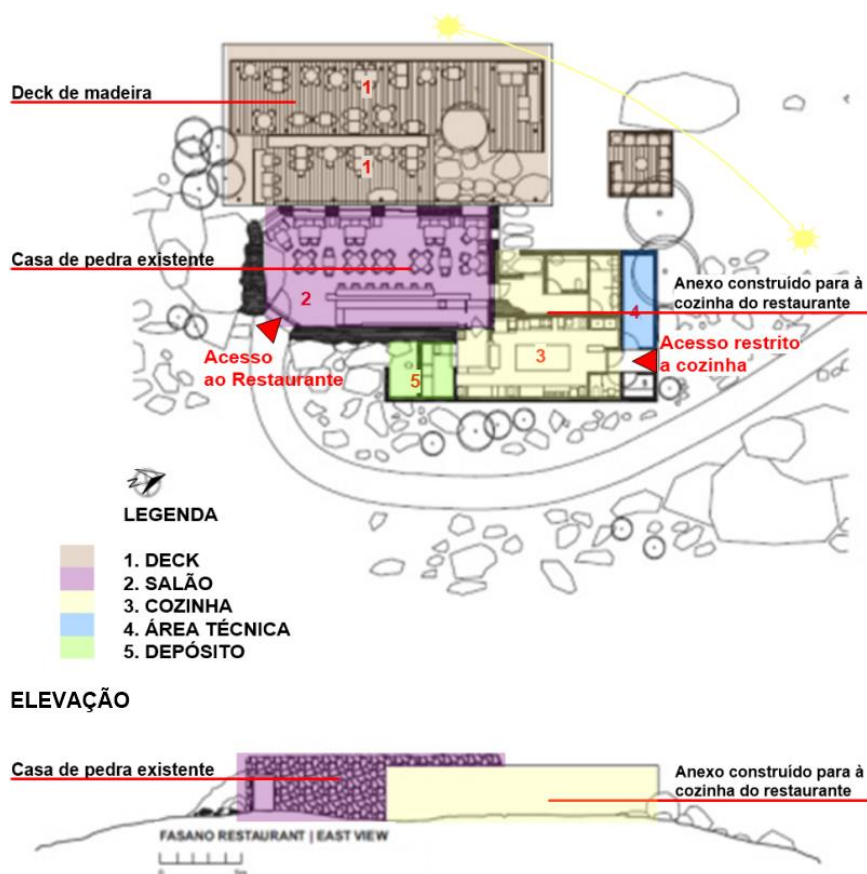 1
Deck de madeira
1
Casa de pedra existente
2
Anexo construído para à
cozinha do restaurante
4
Acesso
ao Restaurante
3
Acesso restrito
a cozinha
5
LEGENDA
1. DECK
2. SALÃO
3. COZINHA
4. ÁREA TÉCNICA
5. DEPÓSITO
ELEVAÇÃO
Casa de pedra existente
Anexo construído para à
cozinha do restaurante
FASANO RESTAURANT | EAST VIEW
0